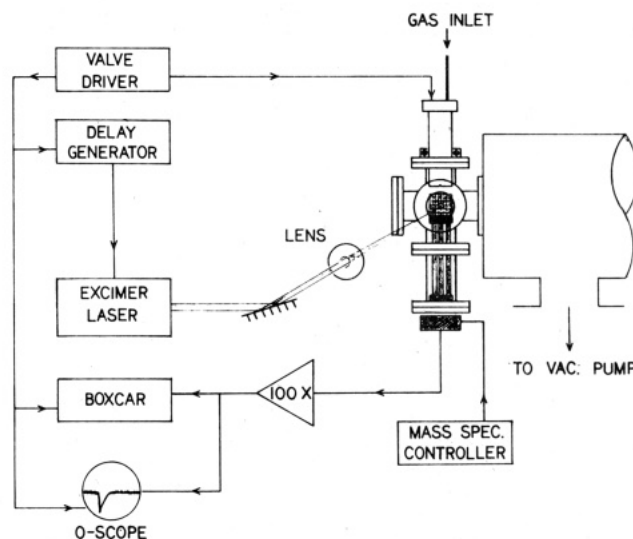 GAS INLET
VALVE
DRIVER
DELAY
GENERATOR
LENS
EXCIMER
LASER
TO VAC. PUMP
BOXCAR
100 X
MASS SPEC.
CONTROLLER
O-SCOPE